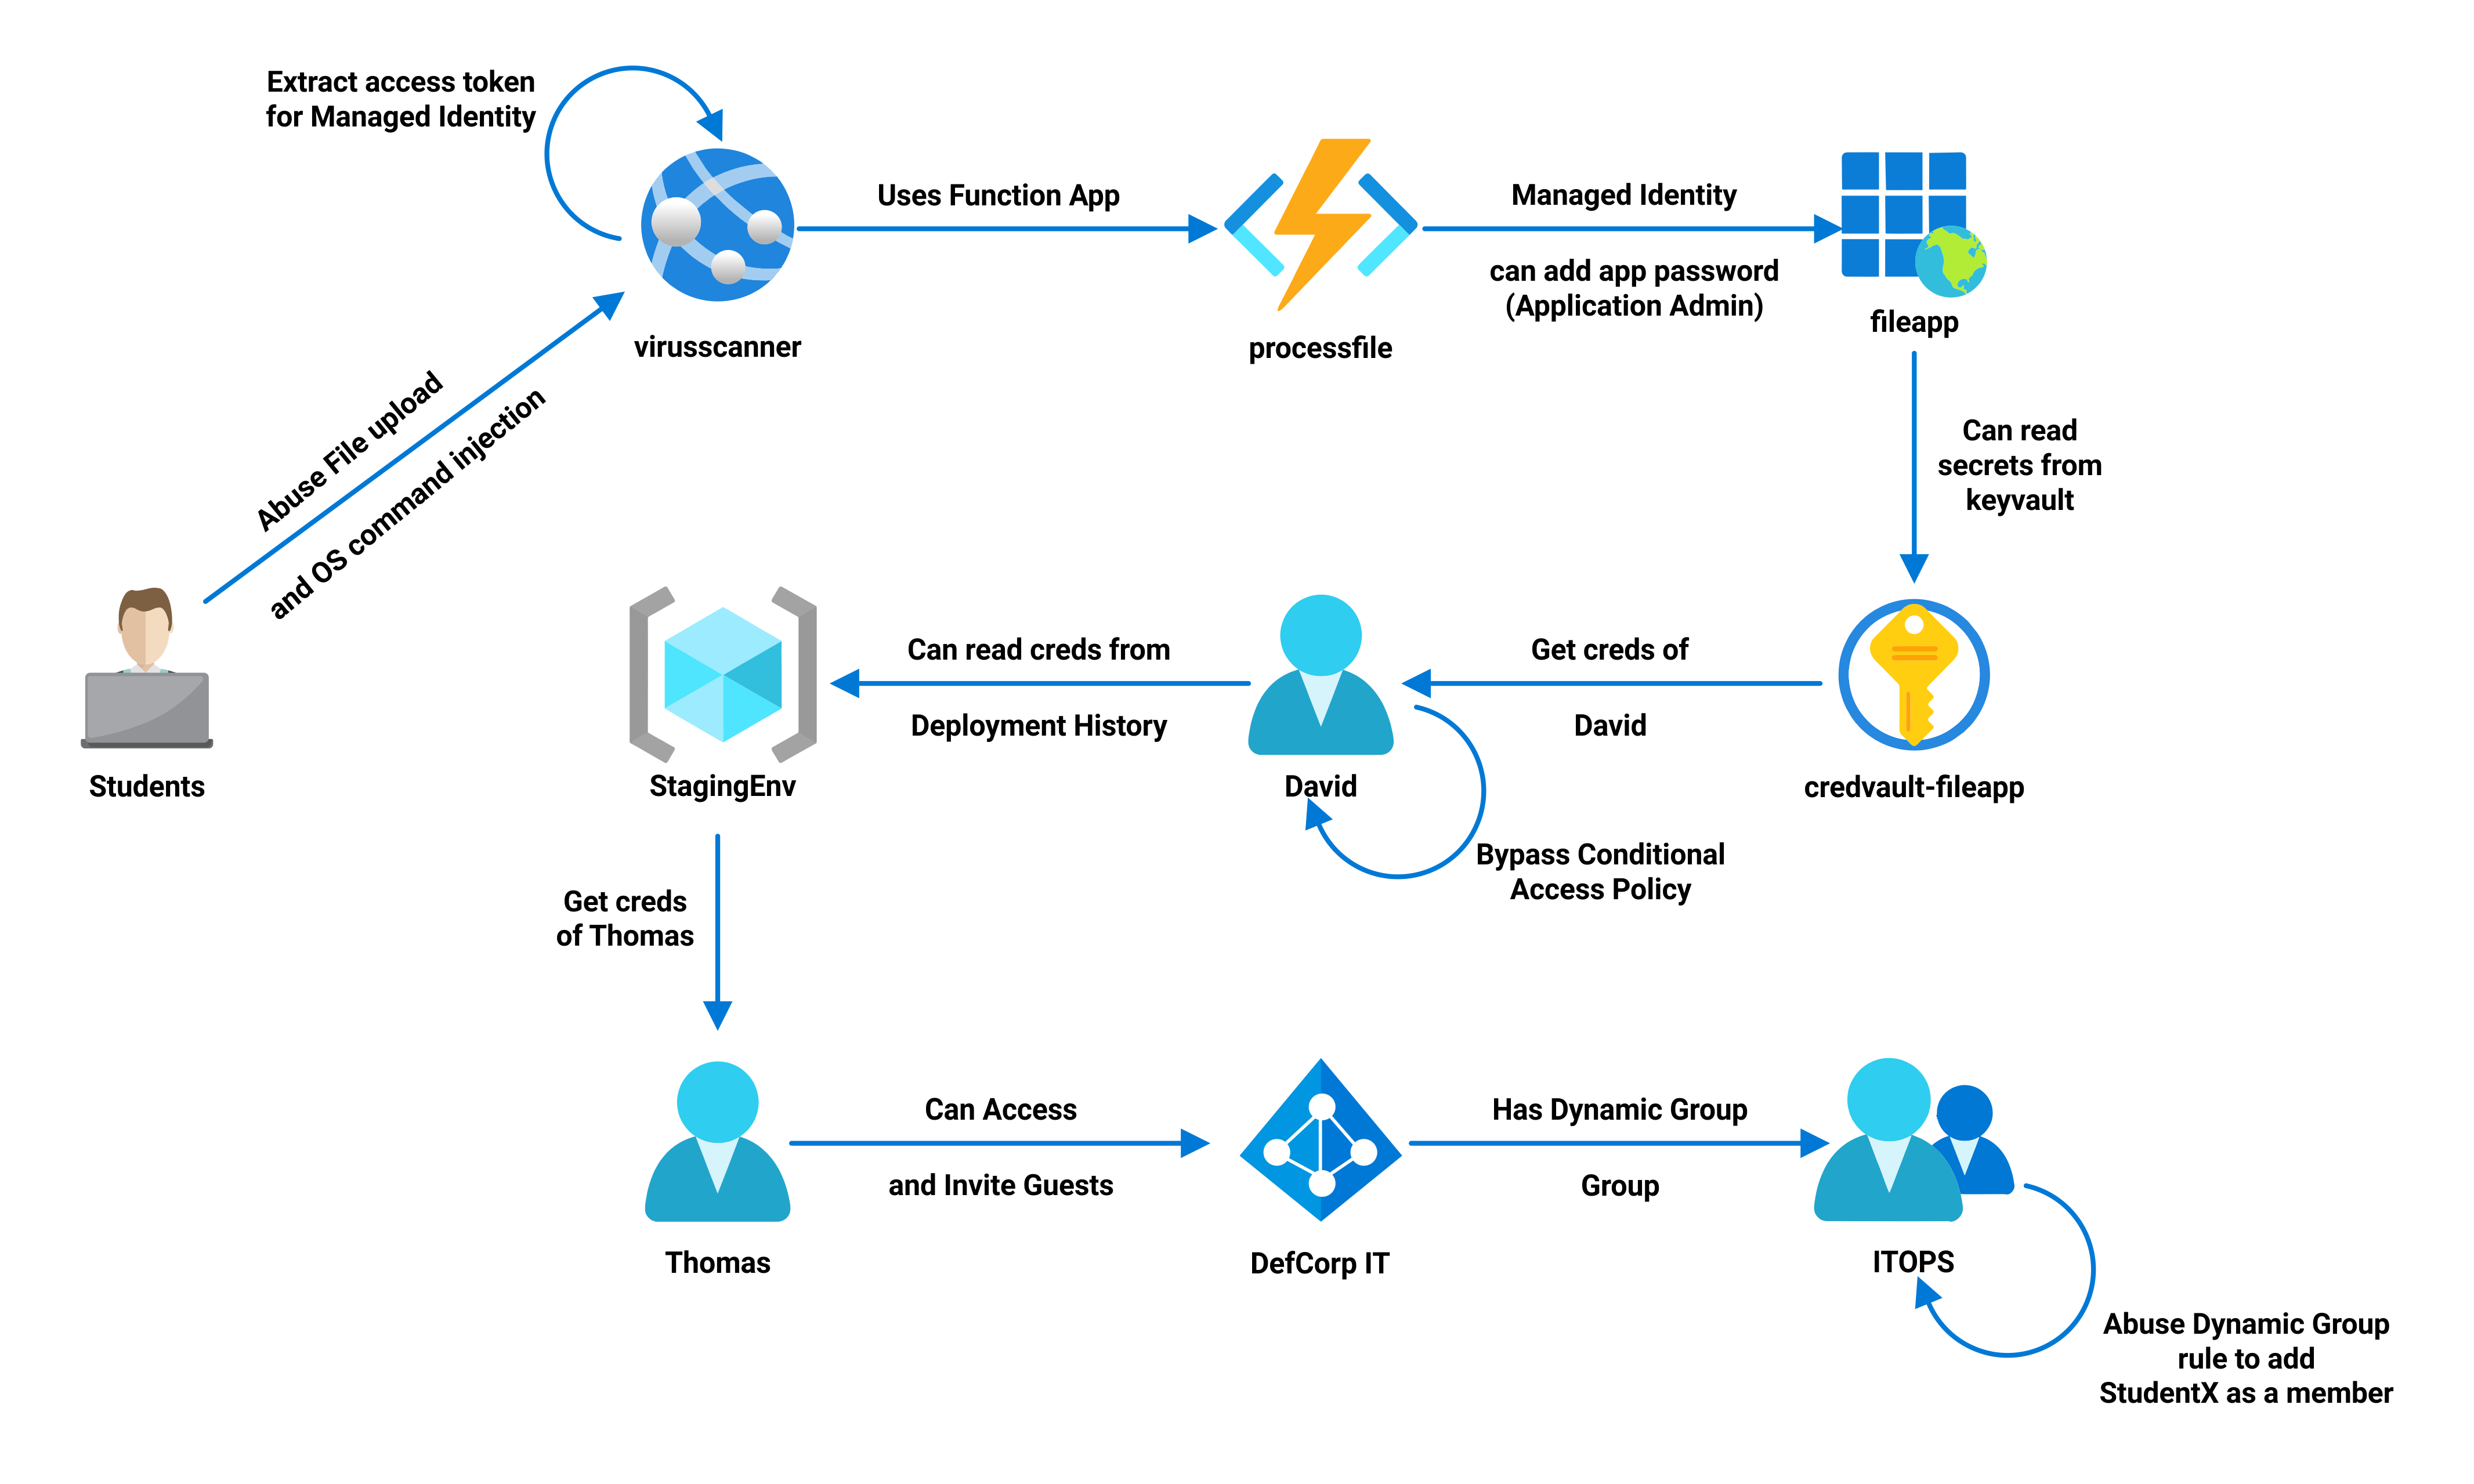 Extract access token
for Managed Identity
virusscanner
Uses Function App
processfile
Managed Identity
can add app password
(Application Admin)
fileapp
Abuse File upload
and OS command injection
Students
Can read
secrets from
keyvault
credvault-fileapp
Get creds of
David
David
Bypass Conditional
Access Policy
Can read creds from
Deployment History
StagingEnv
Get creds
of Thomas
Thomas
Can Access
and Invite Guests
DefCorp IT
Has Dynamic Group
Group
ITOPS
Abuse Dynamic Group
rule to add
StudentX as a member